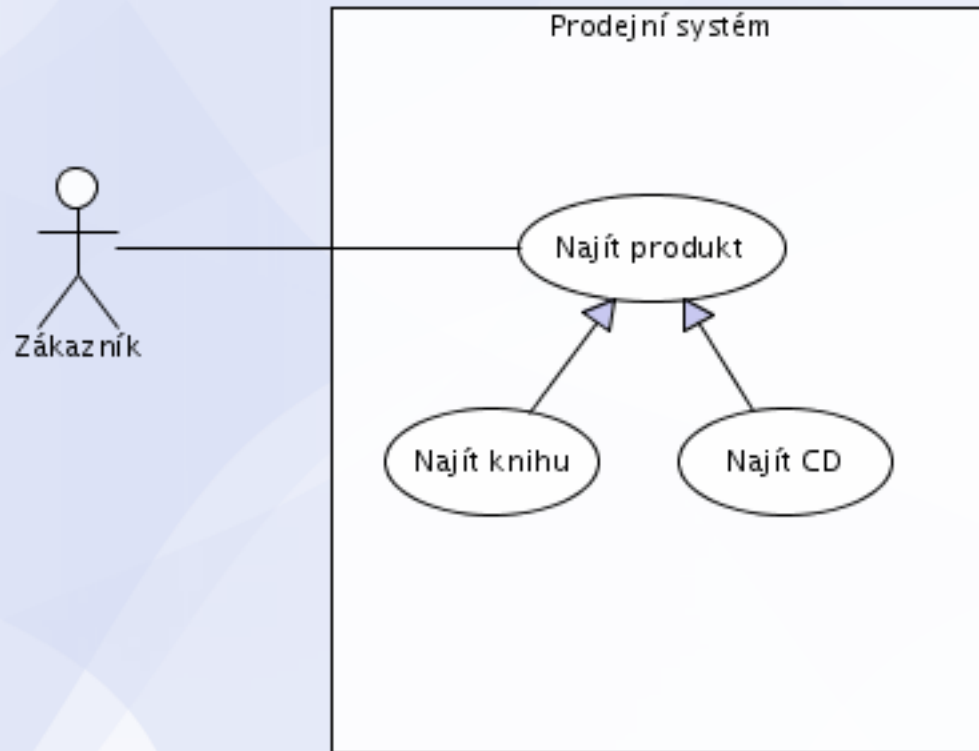 Prodejní systém
Najít produkt
Zákazník
Najít knihu
Najít CD